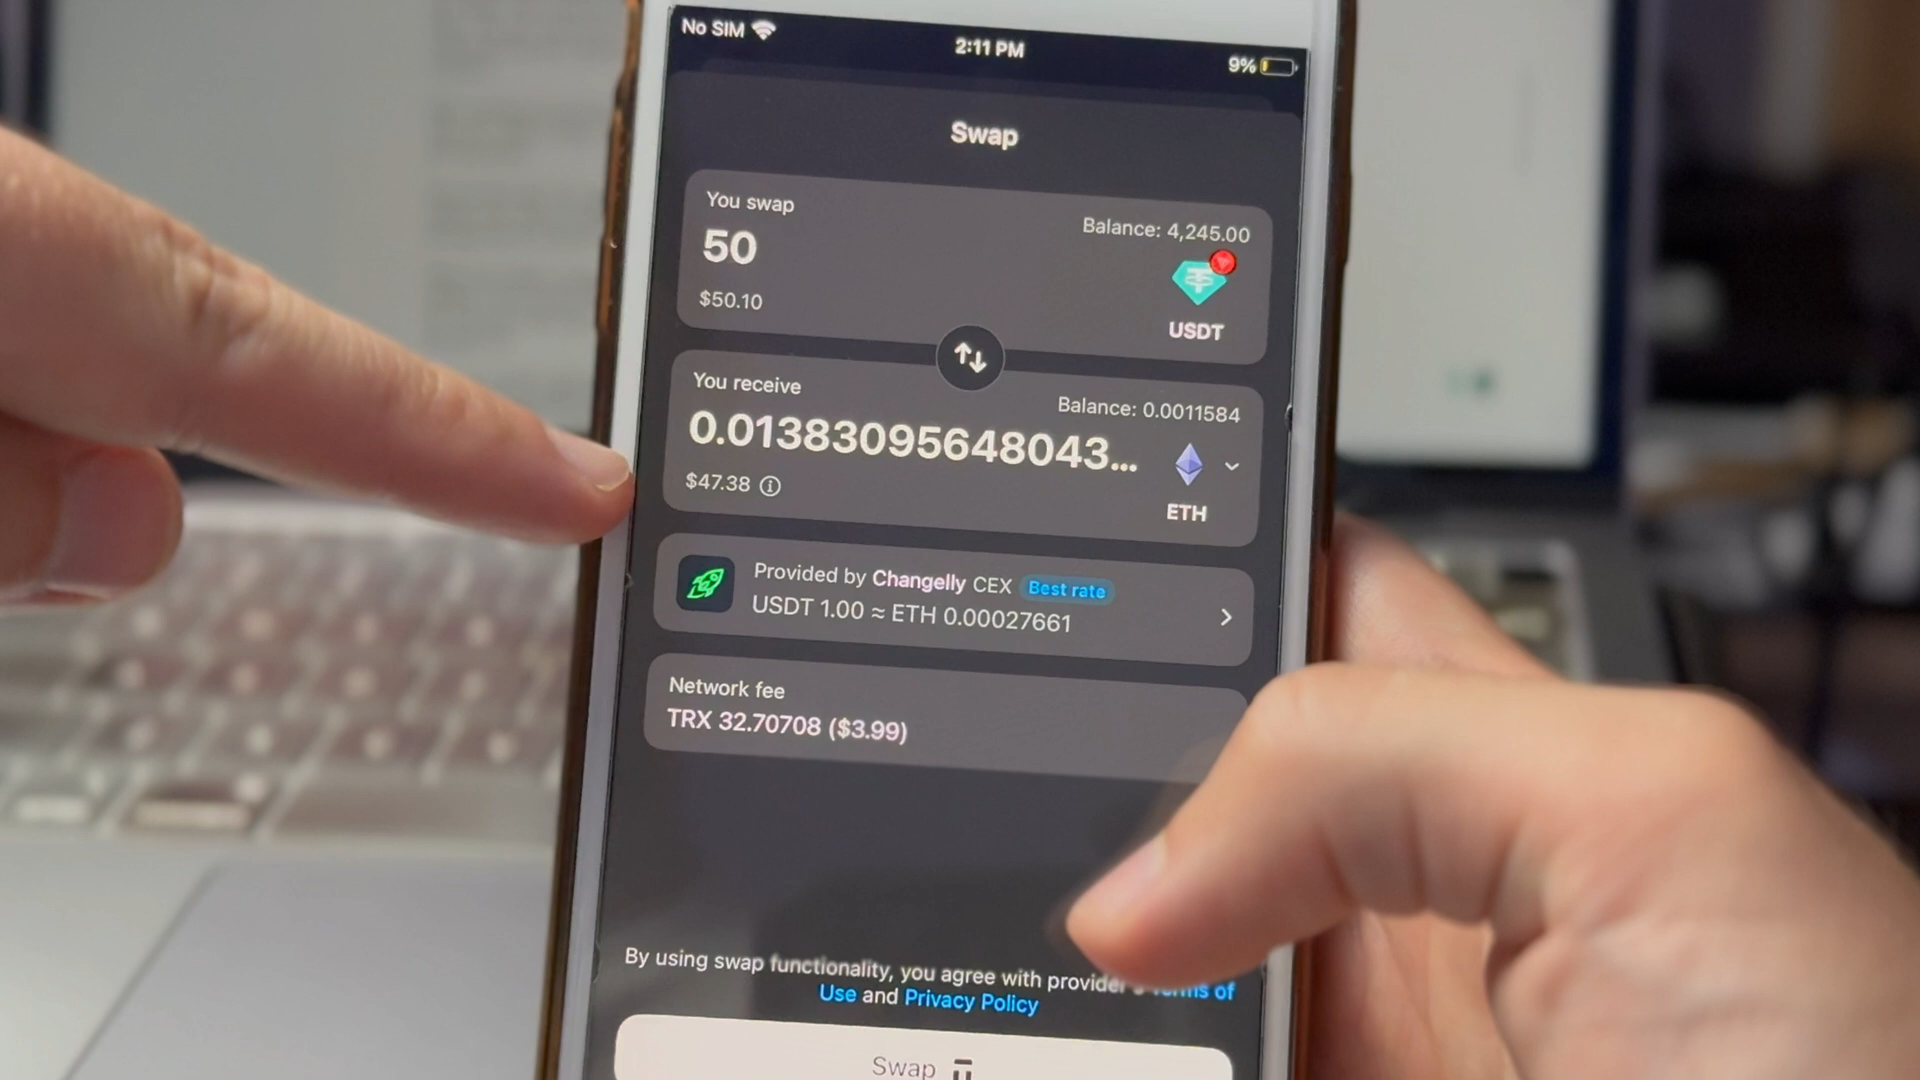 No SIM
2:11 PM
9%
Swap
You swap
Balance: 4,245.00
50
$50.10
USDT
You receive
Balance: 0.0011584
0.01383095648043...
$47.38
ETH
Provided by Changelly CEX Best rate
USDT 1.00 ≈ ETH 0.00027661
Network fee
TRX 32.70708 ($3.99)
By using swap functionality, you agree with provider's Terms of
Use and Privacy Policy
Swap